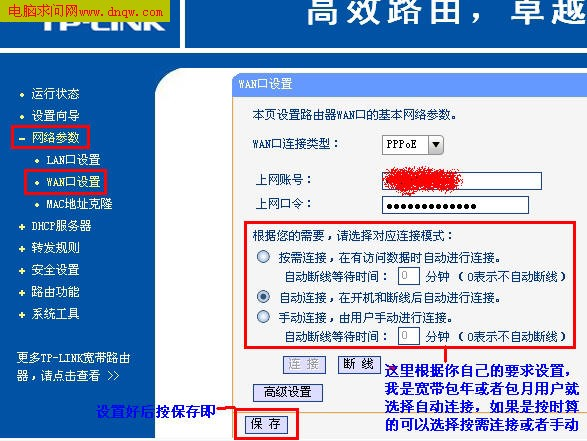 电脑求问网www.dnqw.com
TP-LINK
高效路由，卓越
运行状态
设置向导
网络参数
LAN口设置
WAN口设置
MAC地址克隆
DHCP服务器
转发规则
安全设置
路由功能
系统工具
更多TP-LINK宽带路由
器，请点击查看 >>
WAN口设置
本页设置路由器WAN口的基本网络参数。
WAN口连接类型： PPPoE
上网账号：
上网口令： ●●●●●●●●●●●●●
根据您的需要，请选择对应连接模式：
按需连接，在有访问数据时自动进行连接。
自动断线等待时间： 0 分钟 （0表示不自动断线）
自动连接，在开机和断线后自动进行连接。
手动连接，由用户手动进行连接。
自动断线等待时间： 0 分钟 （0表示不自动断线）
连 接 断 线
高级设置
保 存
设置好后按保存即
这里根据你自己的要求设置，
我是宽带包年或者包月用户就
选择自动连接，如果是按时算
的可以选择按需连接或者手动